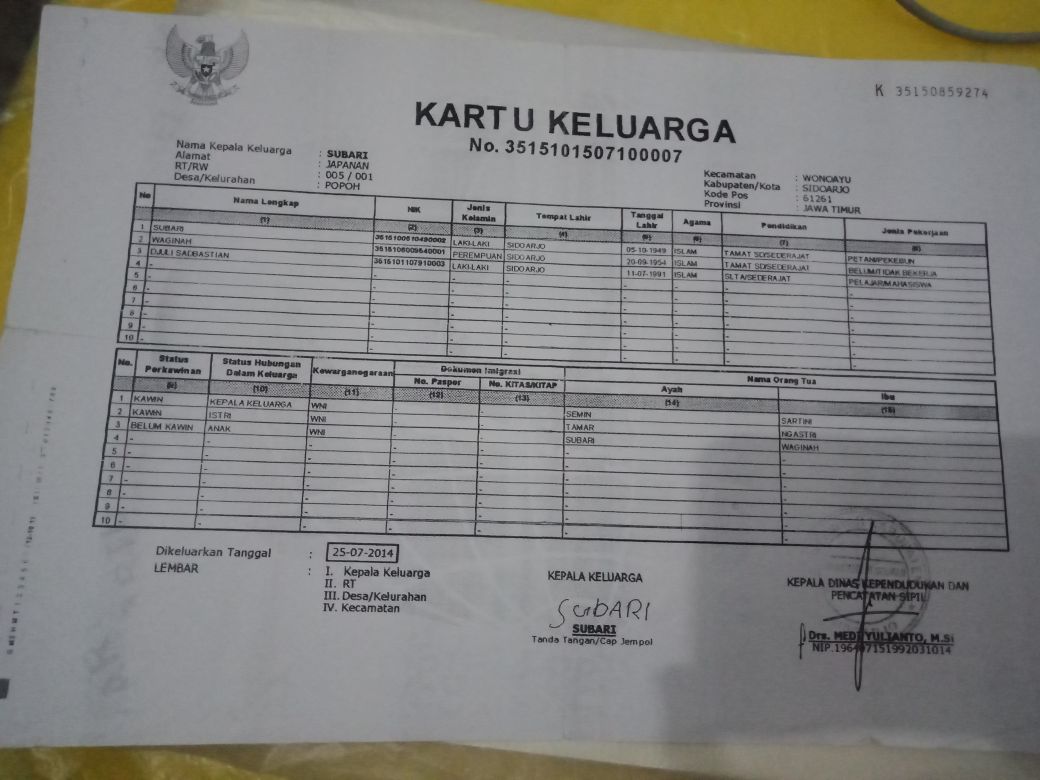 K 35150859274
KARTU KELUARGA
No. 3515101507100007
Nama Kepala Keluarga : SUBARI
Alamat : JAPANAN
RT/RW : 005 / 001
Desa/Kelurahan : POPOH
Kecamatan : WONOAYU
Kabupaten/Kota : SIDOARJO
Kode Pos : 61261
Provinsi : JAWA TIMUR
No Nama Lengkap NIK Jenis Kelamin Tempat Lahir Tanggal Lahir Agama Pendidikan Jenis Pekerjaan
(1) (2) (3) (4) (5) (6) (7) (8)
1 SUBARI 3515100510490002 LAKI-LAKI SIDOARJO 05-10-1949 ISLAM TAMAT SD/SEDERAJAT PETANI/PEKEBUN
2 WAGINAH 3515106009540001 PEREMPUAN SIDOARJO 20-09-1954 ISLAM TAMAT SD/SEDERAJAT BELUM/TIDAK BEKERJA
3 DJULI SADBASTIAN 3515101107910003 LAKI-LAKI SIDOARJO 11-07-1991 ISLAM SLTA/SEDERAJAT PELAJAR/MAHASISWA
4 - - - - - - - -
5 - - - - - - - -
6 - - - - - - - -
7 - - - - - - - -
8 - - - - - - - -
9 - - - - - - - -
10 - - - - - - - -
No. Status Perkawinan Status Hubungan Dalam Keluarga Kewarganegaraan Dokumen Imigrasi Nama Orang Tua
No. Paspor No. KITAS/KITAP Ayah Ibu
(9) (10) (11) (12) (13) (14) (15)
1 KAWIN KEPALA KELUARGA WNI - - SEMIN SARTINI
2 KAWIN ISTRI WNI - - TAMAR NGASTRI
3 BELUM KAWIN ANAK WNI - - SUBARI WAGINAH
4 - - - - - - -
5 - - - - - - -
6 - - - - - - -
7 - - - - - - -
8 - - - - - - -
9 - - - - - - -
10 - - - - - - -
Dikeluarkan Tanggal : 25-07-2014
LEMBAR : I. Kepala Keluarga
II. RT
III. Desa/Kelurahan
IV. Kecamatan
KEPALA KELUARGA
SUBARI
SUBARI
Tanda Tangan/Cap Jempol
KEPALA DINAS KEPENDUDUKAN DAN
PENCATATAN SIPIL
Drs. MEDI YULIANTO, M.Si
NIP.196407151992031014